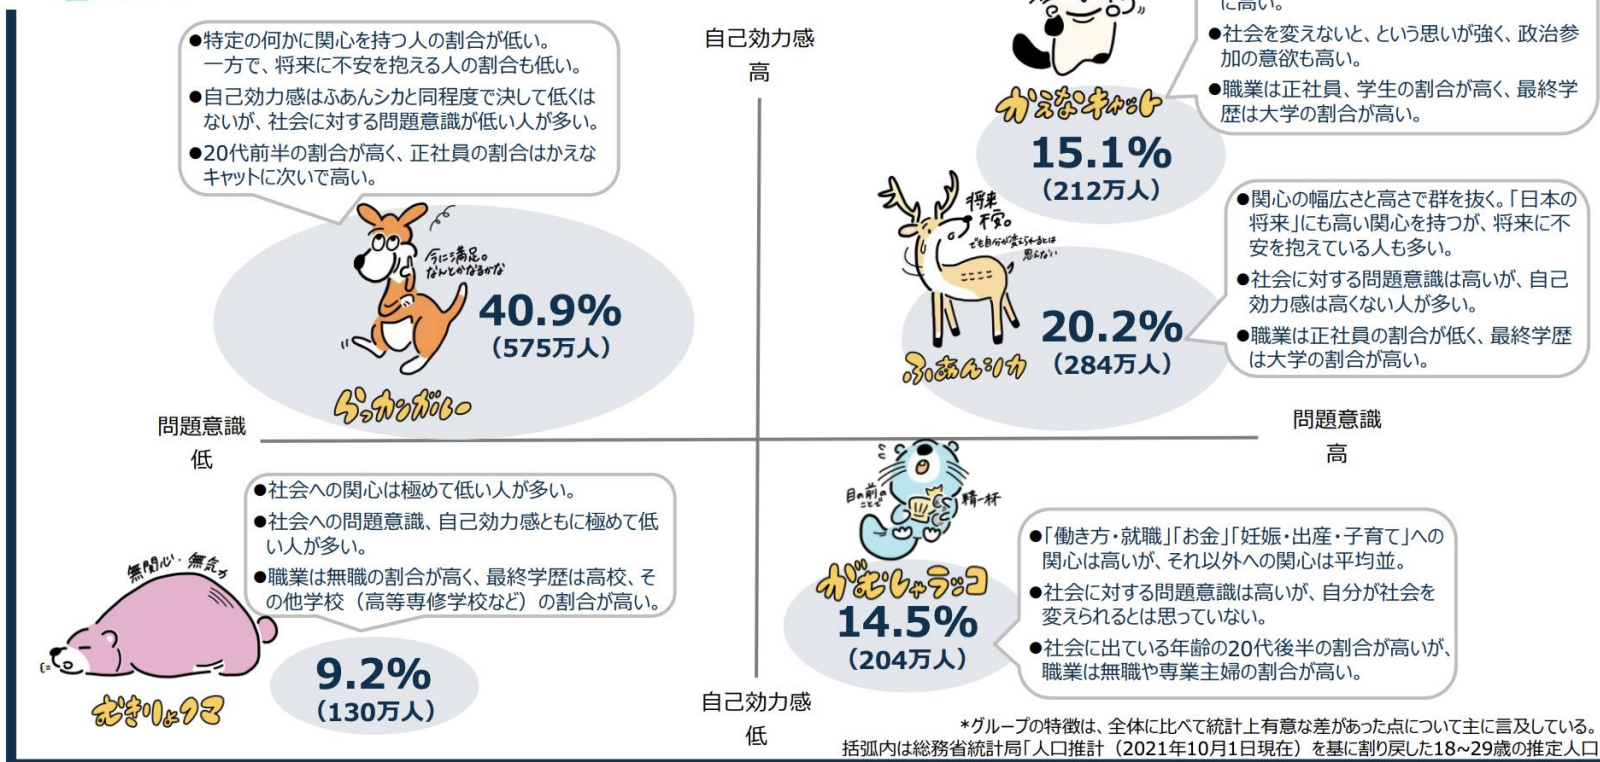 ●特定の何かに関心を持つ人の割合が低い。
一方で、将来に不安を抱える人の割合も低い。
●自己効力感はふあんシカと同程度で決して低くは
ないが、社会に対する問題意識が低い人が多い。
●20代前半の割合が高く、正社員の割合はかえな
キャットに次いで高い。
自己効力感
高
に高い。
●社会を変えないと、という思いが強く、政治参
加の意欲も高い。
●職業は正社員、学生の割合が高く、最終学
歴は大学の割合が高い。
かえなキャット
15.1%
（212万人）
今に満足。
なんとかなるかな
40.9%
（575万人）
らっカンガルー
将来
不安。
でも自分が変えられるとは
思えない
20.2%
（284万人）
ふあんシカ
●関心の幅広さと高さで群を抜く。「日本の
将来」にも高い関心を持つが、将来に不
安を抱えている人も多い。
●社会に対する問題意識は高いが、自己
効力感は高くない人が多い。
●職業は正社員の割合が低く、最終学歴
は大学の割合が高い。
問題意識
低
問題意識
高
●社会への関心は極めて低い人が多い。
●社会への問題意識、自己効力感ともに極めて低
い人が多い。
●職業は無職の割合が高く、最終学歴は高校、そ
の他学校（高等専修学校など）の割合が高い。
無関心・無気力
むきりょクマ
9.2%
（130万人）
目の前の
ことで
精一杯
がむしゃラッコ
14.5%
（204万人）
●「働き方・就職」「お金」「妊娠・出産・子育て」への
関心は高いが、それ以外への関心は平均並。
●社会に対する問題意識は高いが、自分が社会を
変えられるとは思っていない。
●社会に出ている年齢の20代後半の割合が高いが、
職業は無職や専業主婦の割合が高い。
自己効力感
低
*グループの特徴は、全体に比べて統計上有意な差があった点について主に言及している。
括弧内は総務省統計局「人口推計（2021年10月1日現在）を基に割り戻した18~29歳の推定人口